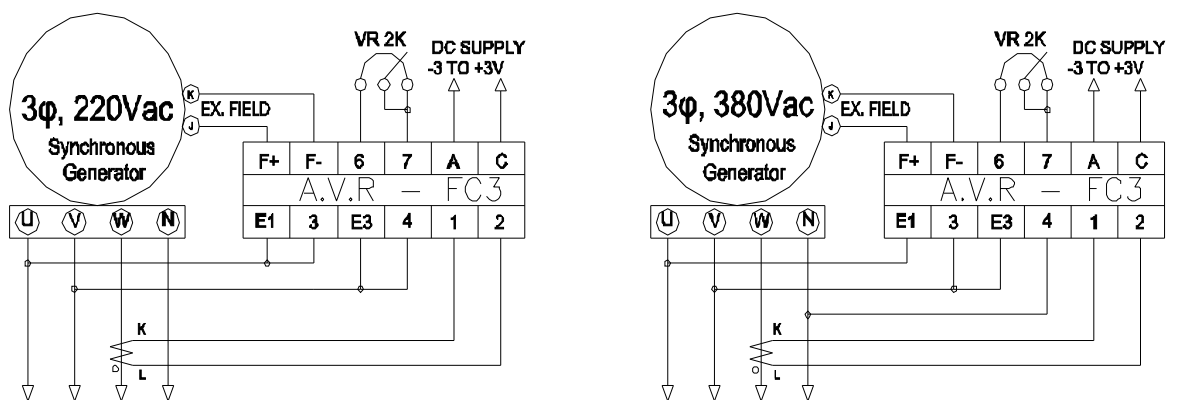 VR 2K
DC SUPPLY
-3 TO +3V
K
EX. FIELD
J
3φ, 220Vac
Synchronous
Generator
F+ F- 6 7 A C
A.V.R - FC3
E1 3 E3 4 1 2
U V W N
K
L
VR 2K
DC SUPPLY
-3 TO +3V
K
EX. FIELD
J
3φ, 380Vac
Synchronous
Generator
F+ F- 6 7 A C
A.V.R - FC3
E1 3 E3 4 1 2
U V W N
K
L